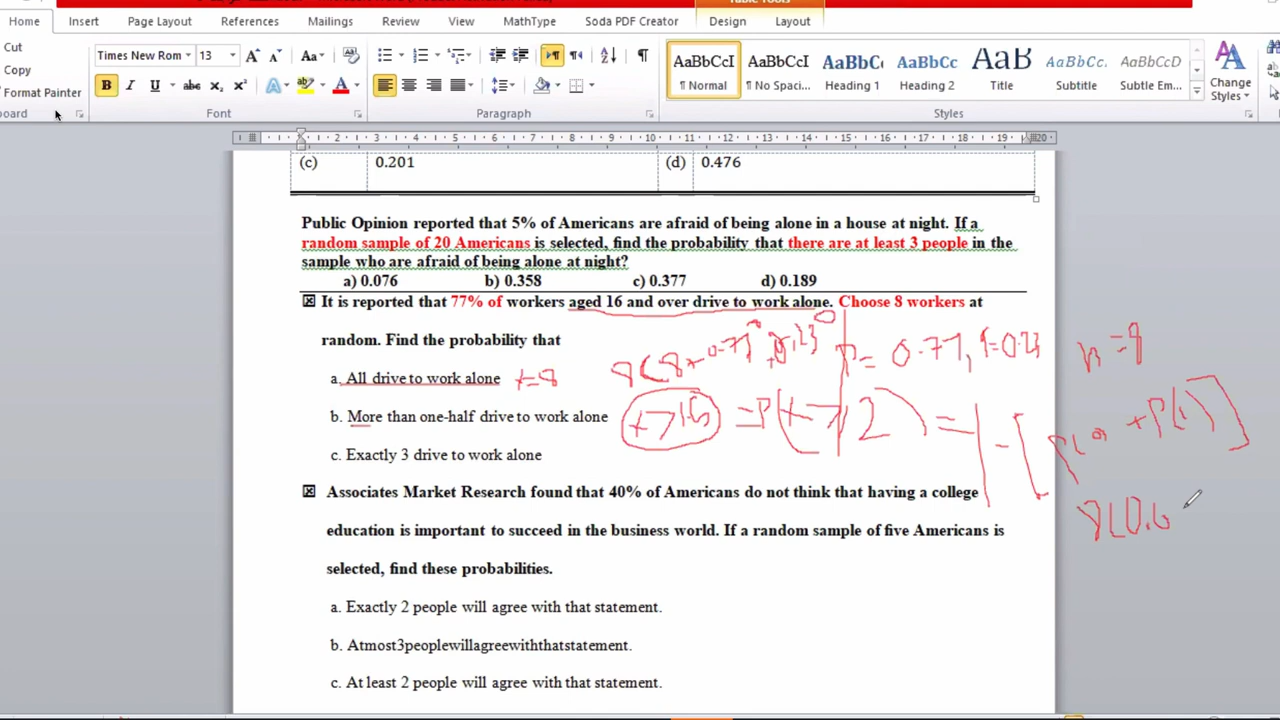 Home Insert Page Layout References Mailings Review View MathType Soda PDF Creator Design Layout
Cut
Copy
Format Painter
Times New Rom 13
B I U abc x₂ x² A
AaBbCcI AaBbCcI AaBbCc AaBbCc AaB AaBbCcI AaBbCcI
¶ Normal ¶ No Spaci... Heading 1 Heading 2 Title Subtitle Subtle Em...
Change Styles
Font Paragraph Styles
(c) 0.201 (d) 0.476
Public Opinion reported that 5% of Americans are afraid of being alone in a house at night. If a
random sample of 20 Americans is selected, find the probability that there are at least 3 people in the
sample who are afraid of being alone at night?
a) 0.076 b) 0.358 c) 0.377 d) 0.189
It is reported that 77% of workers aged 16 and over drive to work alone. Choose 8 workers at
random. Find the probability that
a. All drive to work alone
b. More than one-half drive to work alone
c. Exactly 3 drive to work alone
Associates Market Research found that 40% of Americans do not think that having a college
education is important to succeed in the business world. If a random sample of five Americans is
selected, find these probabilities.
a. Exactly 2 people will agree with that statement.
b. Atmost3peoplewillagreewiththatstatement.
c. At least 2 people will agree with that statement.